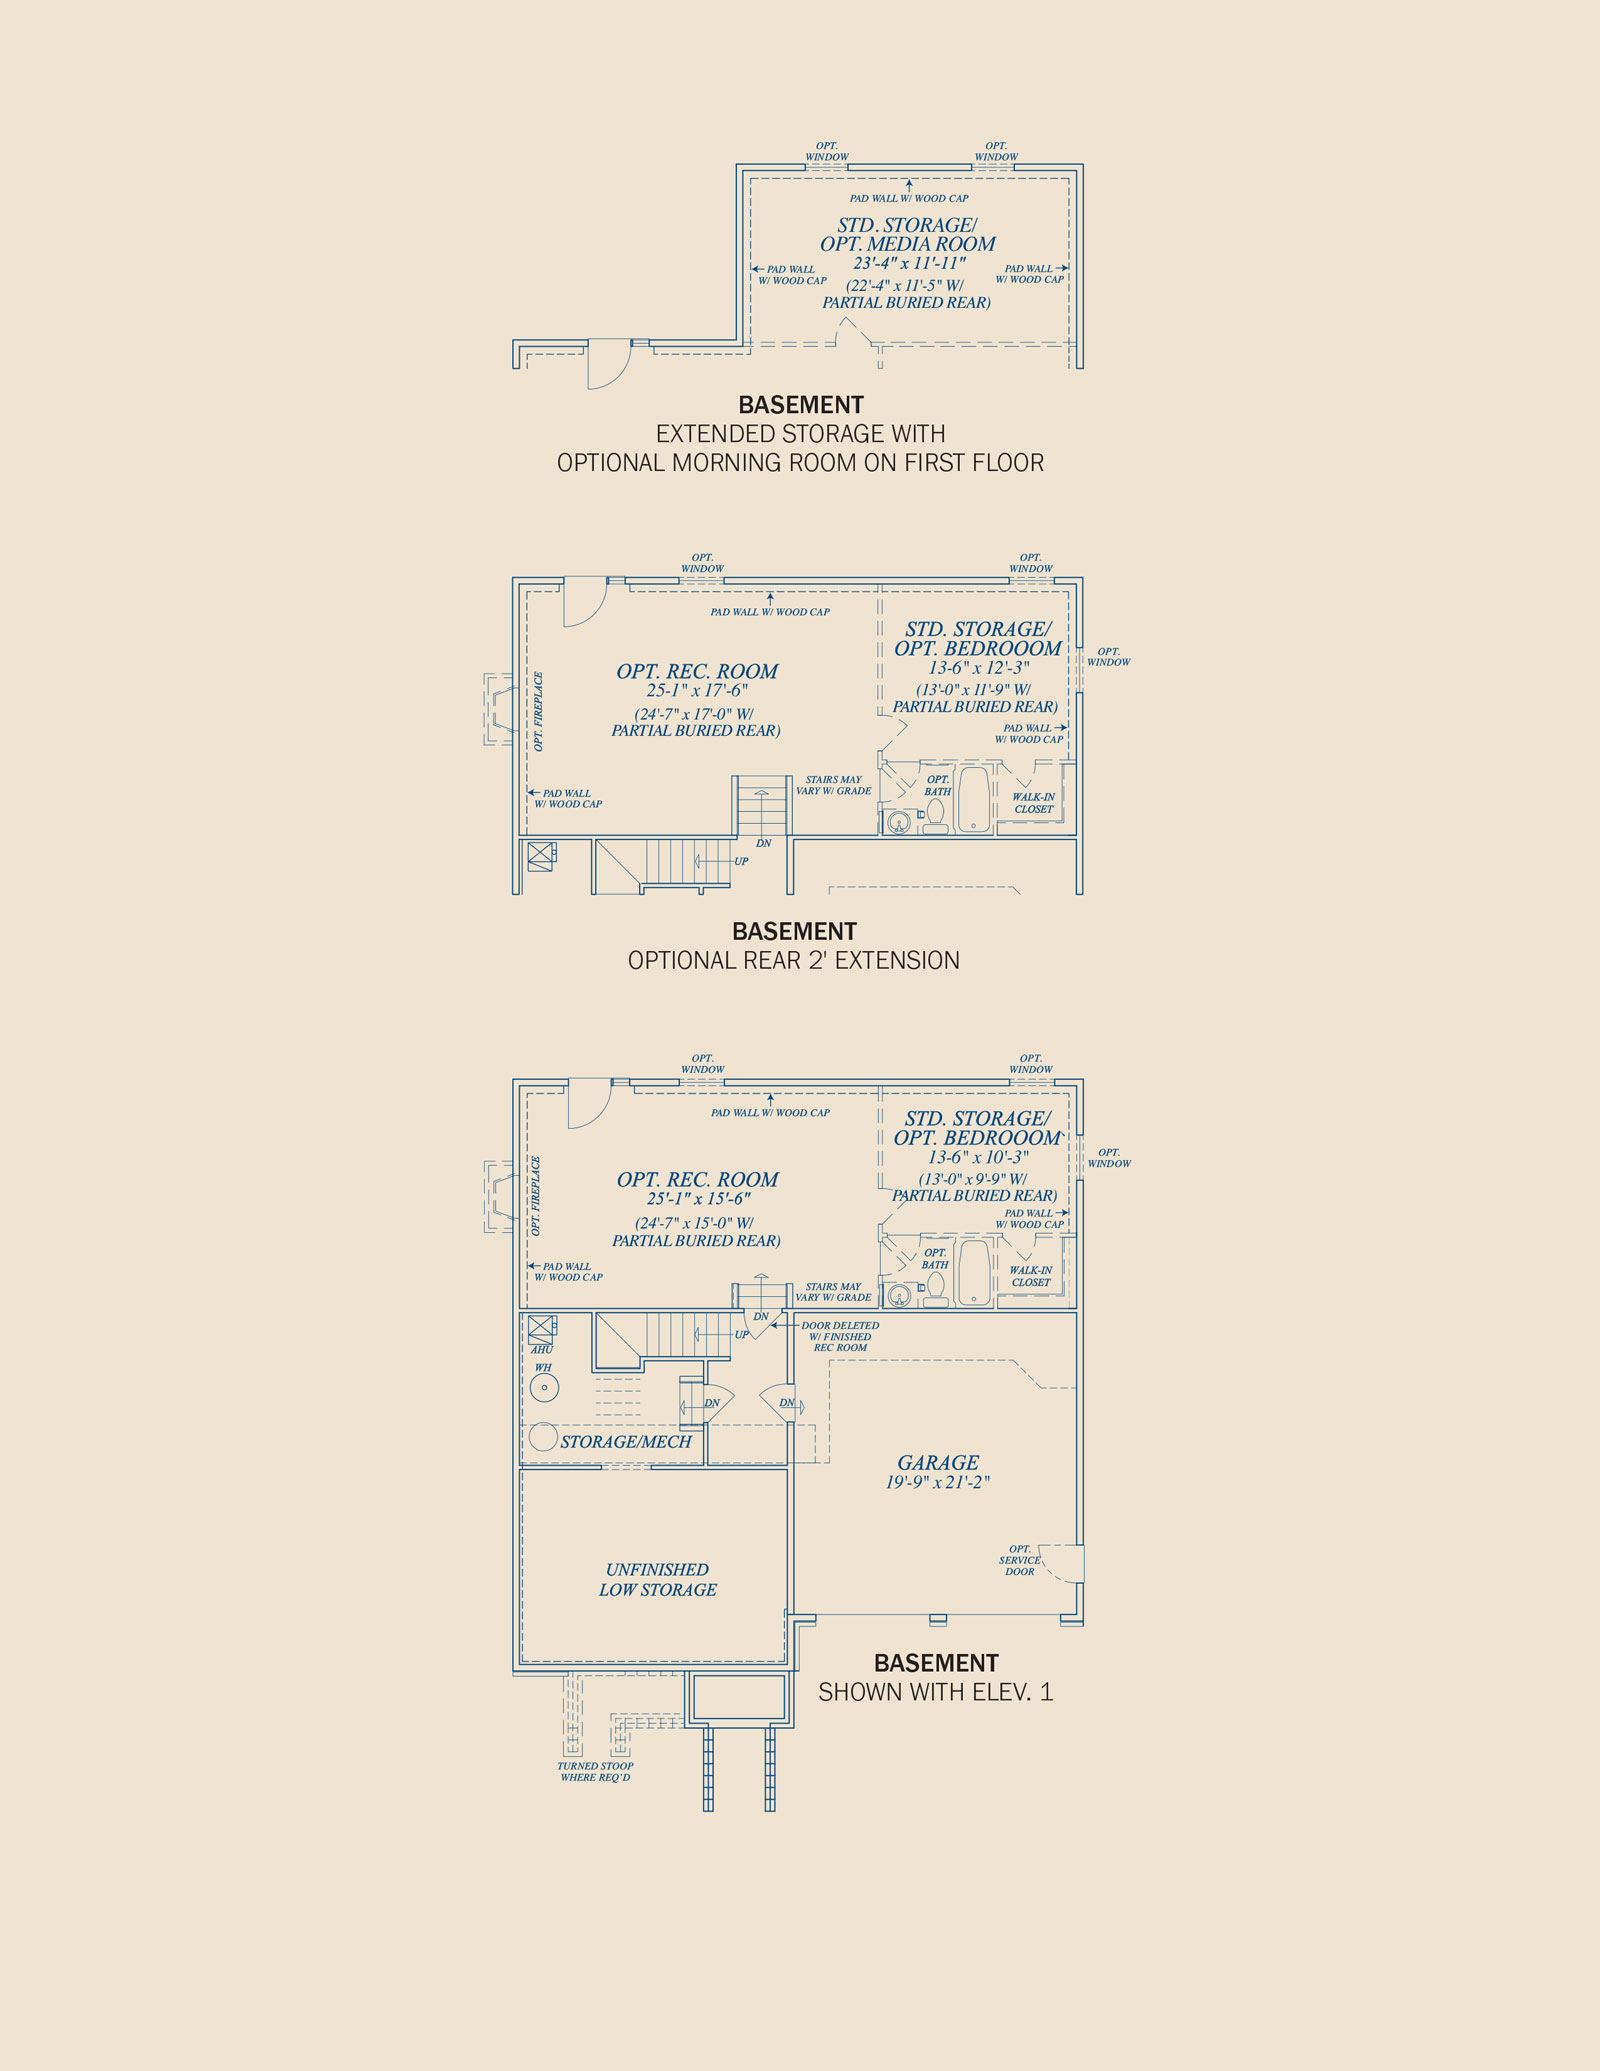 OPT.
WINDOW
OPT.
WINDOW
PAD WALL W/ WOOD CAP
STD. STORAGE/
OPT. MEDIA ROOM
23'-4" x 11'-11"
(22'-4" x 11'-5" W/
PARTIAL BURIED REAR)
PAD WALL
W/ WOOD CAP
PAD WALL
W/ WOOD CAP
BASEMENT
EXTENDED STORAGE WITH
OPTIONAL MORNING ROOM ON FIRST FLOOR
OPT.
WINDOW
OPT.
WINDOW
PAD WALL W/ WOOD CAP
STD. STORAGE/
OPT. BEDROOOM
13-6" x 12'-3"
(13'-0" x 11'-9" W/
PARTIAL BURIED REAR)
OPT.
WINDOW
OPT. REC. ROOM
25-1" x 17'-6"
(24'-7" x 17'-0" W/
PARTIAL BURIED REAR)
OPT. FIREPLACE
PAD WALL
W/ WOOD CAP
PAD WALL
W/ WOOD CAP
STAIRS MAY
VARY W/ GRADE
OPT.
BATH
WALK-IN
CLOSET
DN
UP
BASEMENT
OPTIONAL REAR 2' EXTENSION
OPT.
WINDOW
OPT.
WINDOW
PAD WALL W/ WOOD CAP
STD. STORAGE/
OPT. BEDROOOM
13-6" x 10'-3"
(13'-0" x 9'-9" W/
PARTIAL BURIED REAR)
OPT.
WINDOW
OPT. REC. ROOM
25'-1" x 15'-6"
(24'-7" x 15'-0" W/
PARTIAL BURIED REAR)
OPT. FIREPLACE
PAD WALL
W/ WOOD CAP
PAD WALL
W/ WOOD CAP
STAIRS MAY
VARY W/ GRADE
OPT.
BATH
WALK-IN
CLOSET
DN
UP
DOOR DELETED
W/ FINISHED
REC ROOM
AHU
WH
DN
DN
STORAGE/MECH
GARAGE
19'-9" x 21'-2"
OPT.
SERVICE
DOOR
UNFINISHED
LOW STORAGE
BASEMENT
SHOWN WITH ELEV. 1
TURNED STOOP
WHERE REQ'D